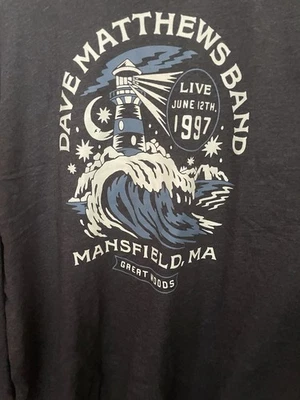 DAVE MATTHEWS BAND
LIVE
JUNE 12TH,
1997
MANSFIELD, MA
GREAT WOODS